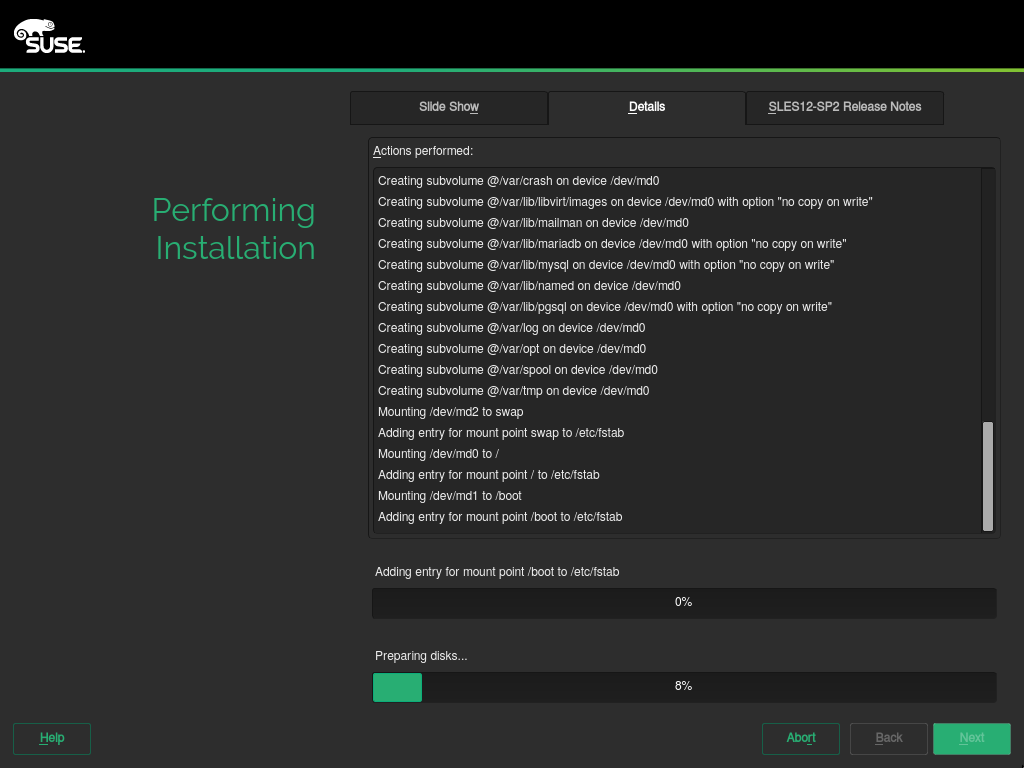 SUSE.
Slide Show
Details
SLES12-SP2 Release Notes
Performing
Installation
Actions performed:
Creating subvolume @/var/crash on device /dev/md0
Creating subvolume @/var/lib/libvirt/images on device /dev/md0 with option "no copy on write"
Creating subvolume @/var/lib/mailman on device /dev/md0
Creating subvolume @/var/lib/mariadb on device /dev/md0 with option "no copy on write"
Creating subvolume @/var/lib/mysql on device /dev/md0 with option "no copy on write"
Creating subvolume @/var/lib/named on device /dev/md0
Creating subvolume @/var/lib/pgsql on device /dev/md0 with option "no copy on write"
Creating subvolume @/var/log on device /dev/md0
Creating subvolume @/var/opt on device /dev/md0
Creating subvolume @/var/spool on device /dev/md0
Creating subvolume @/var/tmp on device /dev/md0
Mounting /dev/md2 to swap
Adding entry for mount point swap to /etc/fstab
Mounting /dev/md0 to /
Adding entry for mount point / to /etc/fstab
Mounting /dev/md1 to /boot
Adding entry for mount point /boot to /etc/fstab
Adding entry for mount point /boot to /etc/fstab
0%
Preparing disks...
8%
Help
Abort
Back
Next